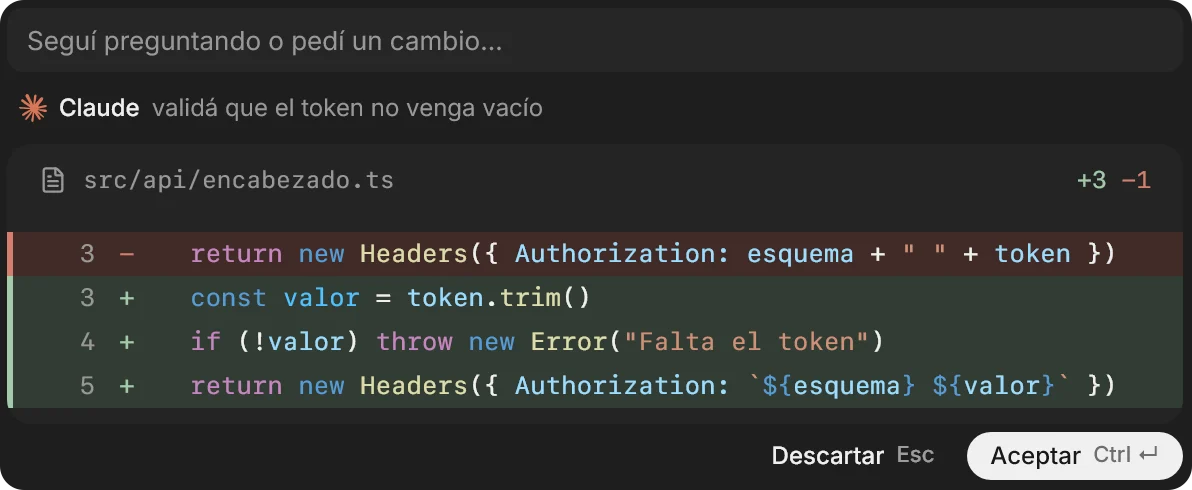 Seguí preguntando o pedí un cambio...
Claude validá que el token no venga vacío
src/api/encabezado.ts +3 −1
3 − return new Headers({ Authorization: esquema + " " + token })
3 + const valor = token.trim()
4 + if (!valor) throw new Error("Falta el token")
5 + return new Headers({ Authorization: `${esquema} ${valor}` })
Descartar Esc Aceptar Ctrl ↵